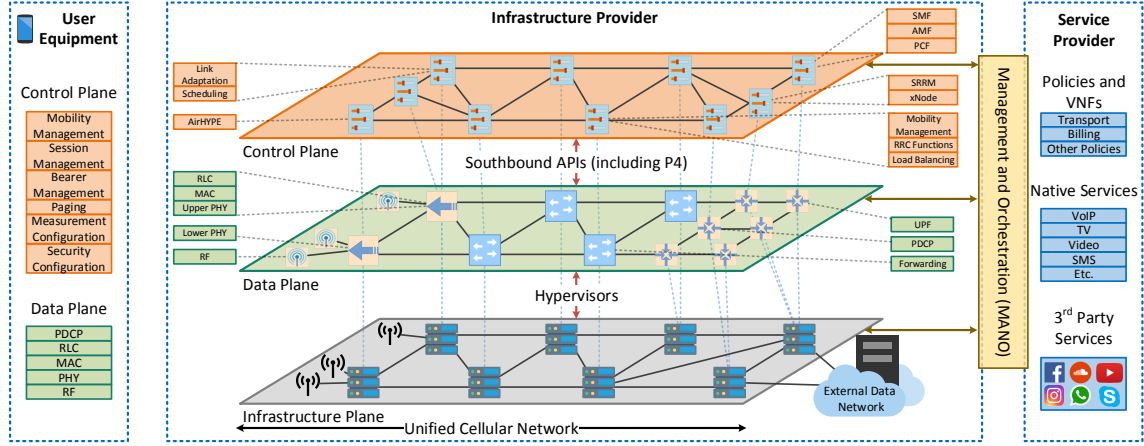 User
Equipment
Control Plane
Mobility
Management
Session
Management
Bearer
Management
Paging
Measurement
Configuration
Security
Configuration
Data Plane
PDCP
RLC
MAC
PHY
RF
Infrastructure Provider
Link
Adaptation
Scheduling
AirHYPE
SMF
AMF
PCF
SRRM
xNode
Mobility
Management
RRC Functions
Load Balancing
Control Plane
Southbound APIs (including P4)
RLC
MAC
Upper PHY
Lower PHY
RF
UPF
PDCP
Forwarding
Data Plane
Hypervisors
External Data
Network
Infrastructure Plane
Unified Cellular Network
Management and Orchestration (MANO)
Service
Provider
Policies and
VNFs
Transport
Billing
Other Policies
Native Services
VoIP
TV
Video
SMS
Etc.
3rd Party
Services